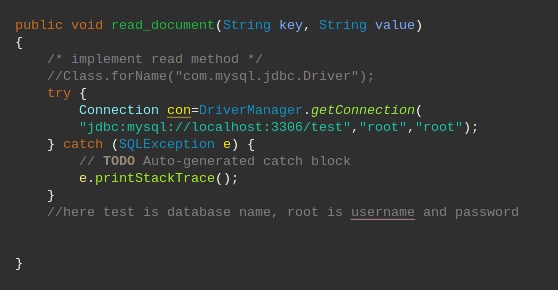 public void read_document(String key, String value)
{
/* implement read method */
//Class.forName("com.mysql.jdbc.Driver");
try {
Connection con=DriverManager.getConnection(
"jdbc:mysql://localhost:3306/test","root","root");
} catch (SQLException e) {
// TODO Auto-generated catch block
e.printStackTrace();
}
//here test is database name, root is username and password
}